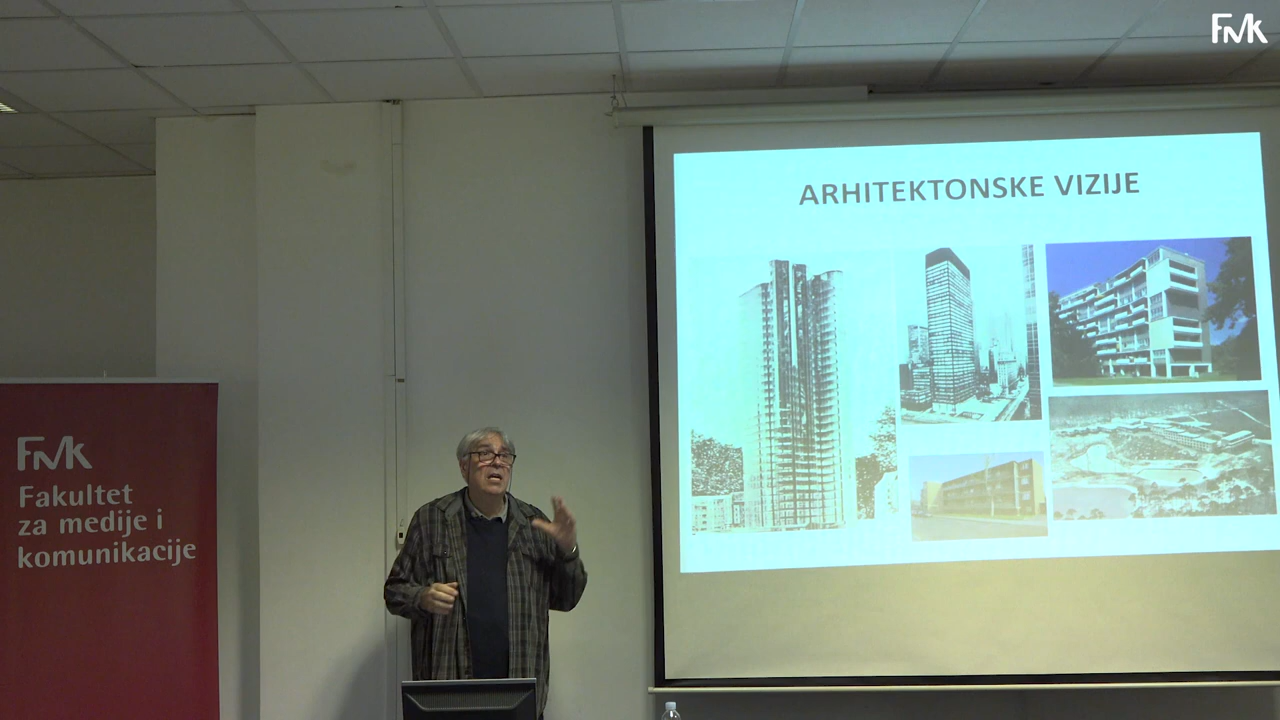 FMK
ARHITEKTONSKE VIZIJE
FMK
Fakultet
za medije i
komunikacije